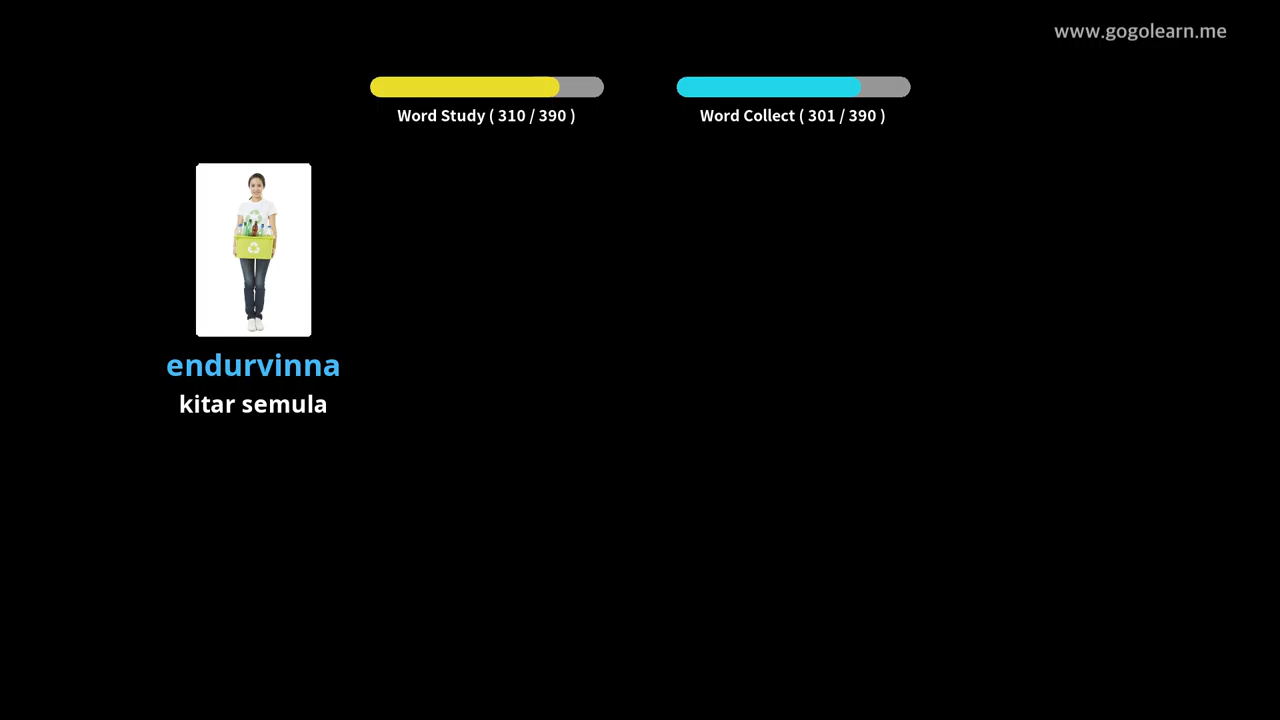 www.gogolearn.me
Word Study ( 310 / 390 )
Word Collect ( 301 / 390 )
endurvinna
kitar semula